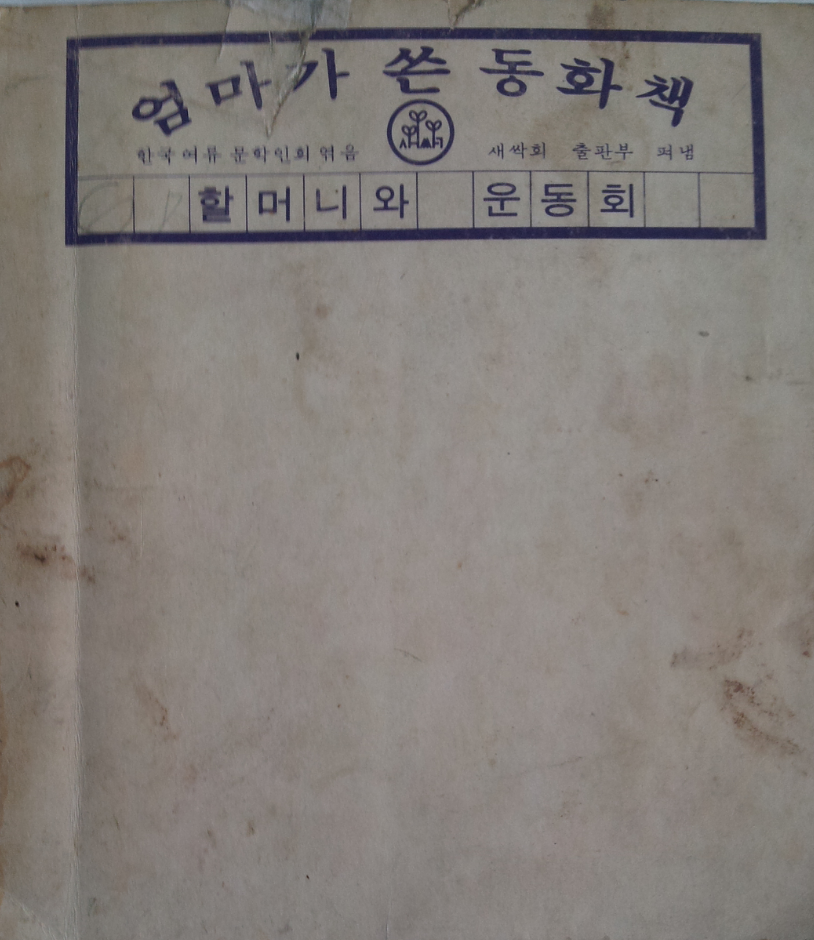 엄마가 쓴 동화책
한국여류 문학인회 엮음 새싹회 출판부 펴냄
할머니와 운동회